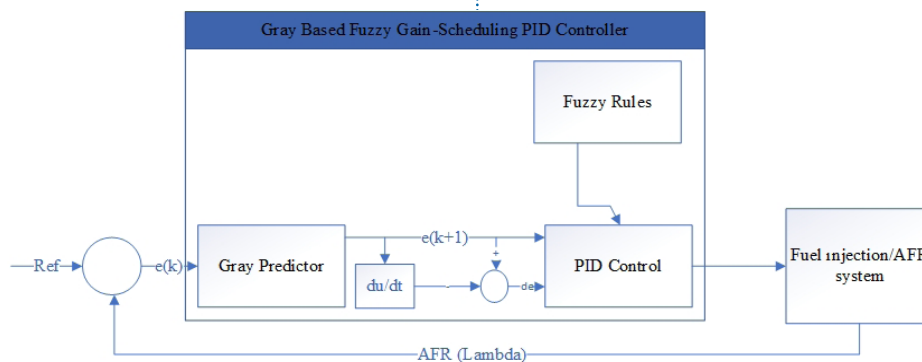 Gray Based Fuzzy Gain-Scheduling PID Controller
Fuzzy Rules
Ref
e(k)
Gray Predictor
e(k+1)
+
du/dt
-
de
PID Control
Fuel injection/AFR
system
AFR (Lambda)